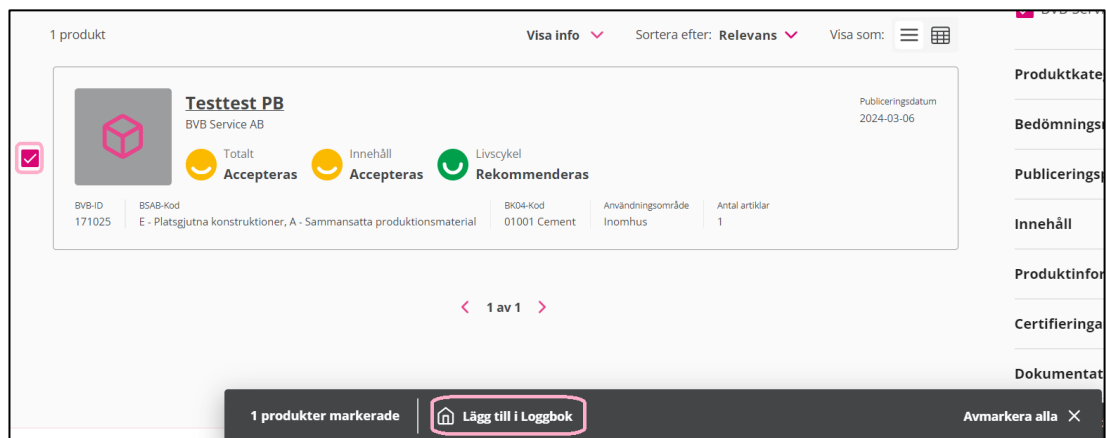 1 produkt
Visa info
Sortera efter: Relevans
Visa som:
Testtest PB
BVB Service AB
Publiceringsdatum
2024-03-06
Totalt
Accepteras
Innehåll
Accepteras
Livscykel
Rekommenderas
BVB-ID
171025
BSAB-Kod
E - Platsgjutna konstruktioner, A - Sammansatta produktionsmaterial
BK04-Kod
01001 Cement
Användningsområde
Inomhus
Antal artiklar
1
1 av 1
Produktkate
Bedömnings
Publicerings
Innehåll
Produktinfor
Certifieringa
Dokumentat
1 produkter markerade
Lägg till i Loggbok
Avmarkera alla